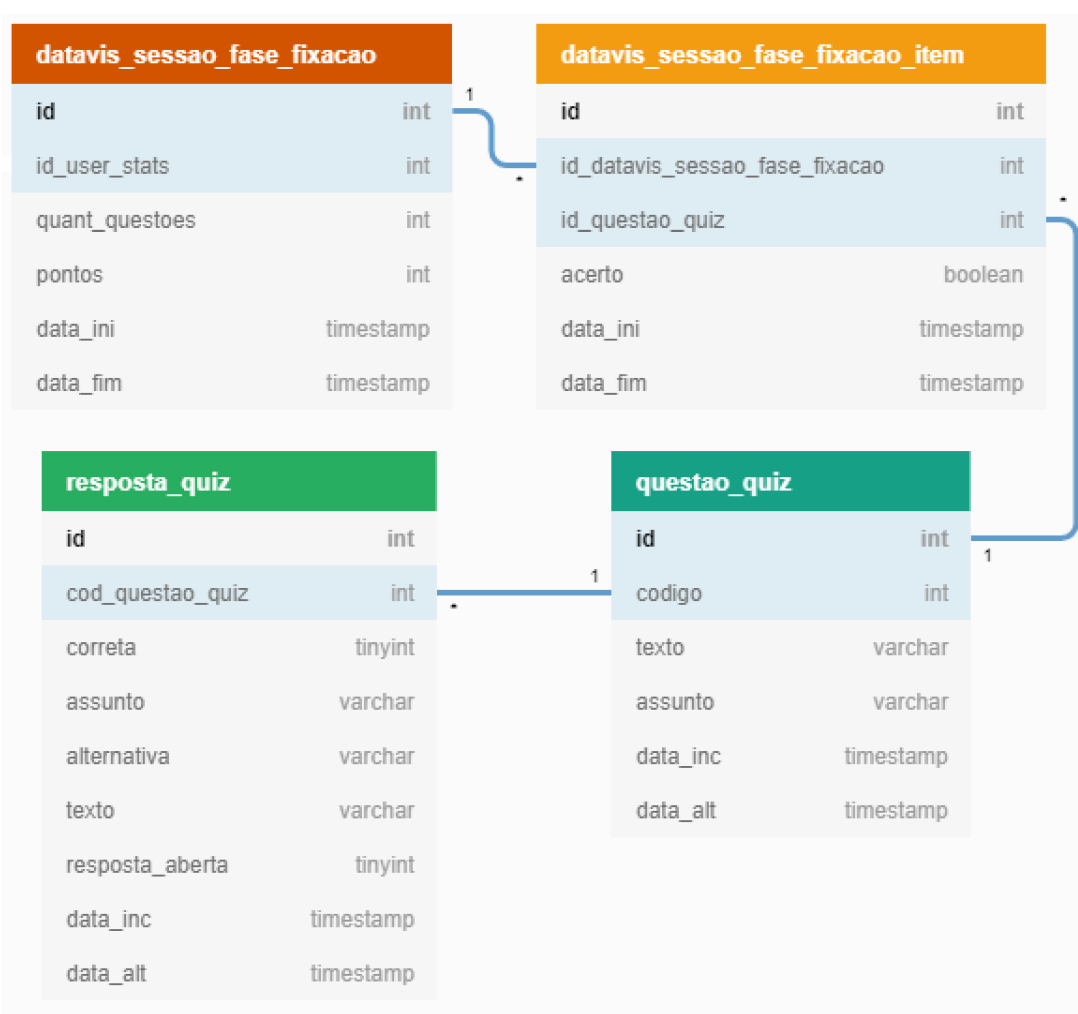 datavis_sessao_fase_fixacao
id int
id_user_stats int
quant_questoes int
pontos int
data_ini timestamp
data_fim timestamp
1
*
datavis_sessao_fase_fixacao_item
id int
id_datavis_sessao_fase_fixacao int
id_questao_quiz int
acerto boolean
data_ini timestamp
data_fim timestamp
*
1
resposta_quiz
id int
cod_questao_quiz int
correta tinyint
assunto varchar
alternativa varchar
texto varchar
resposta_aberta tinyint
data_inc timestamp
data_alt timestamp
*
1
questao_quiz
id int
codigo int
texto varchar
assunto varchar
data_inc timestamp
data_alt timestamp